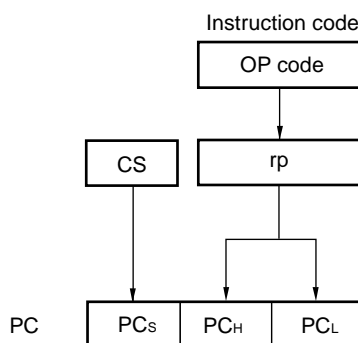 Instruction code
OP code
CS
rp
PC
PCS
PCH
PCL